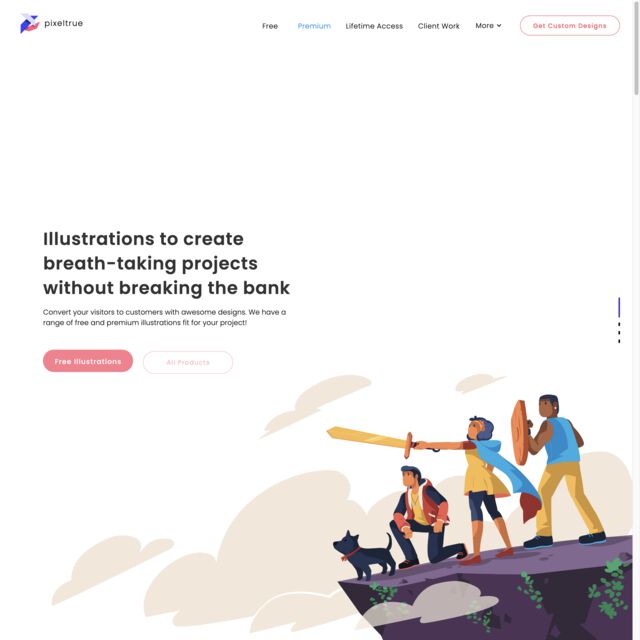 pixeltrue
Free
Premium
Lifetime Access
Client Work
More
Get Custom Designs
Illustrations to create
breath-taking projects
without breaking the bank
Convert your visitors to customers with awesome designs. We have a
range of free and premium illustrations fit for your project!
Free Illustrations
All Products